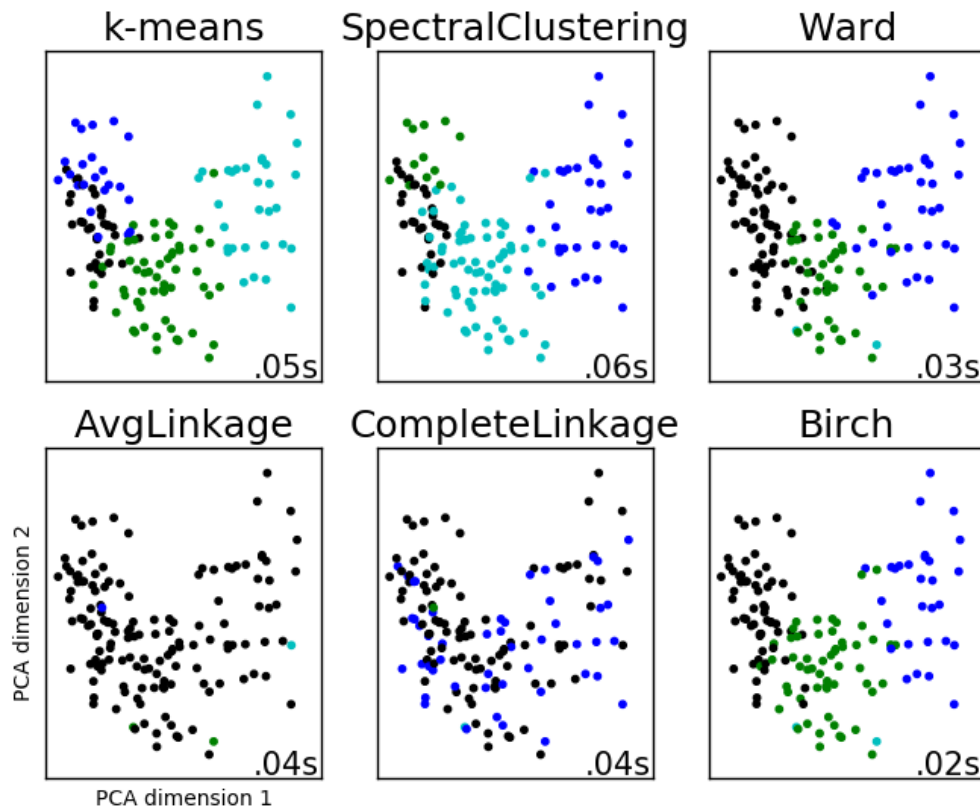 k-means
SpectralClustering
Ward
.05s
.06s
.03s
AvgLinkage
CompleteLinkage
Birch
PCA dimension 2
.04s
.04s
.02s
PCA dimension 1